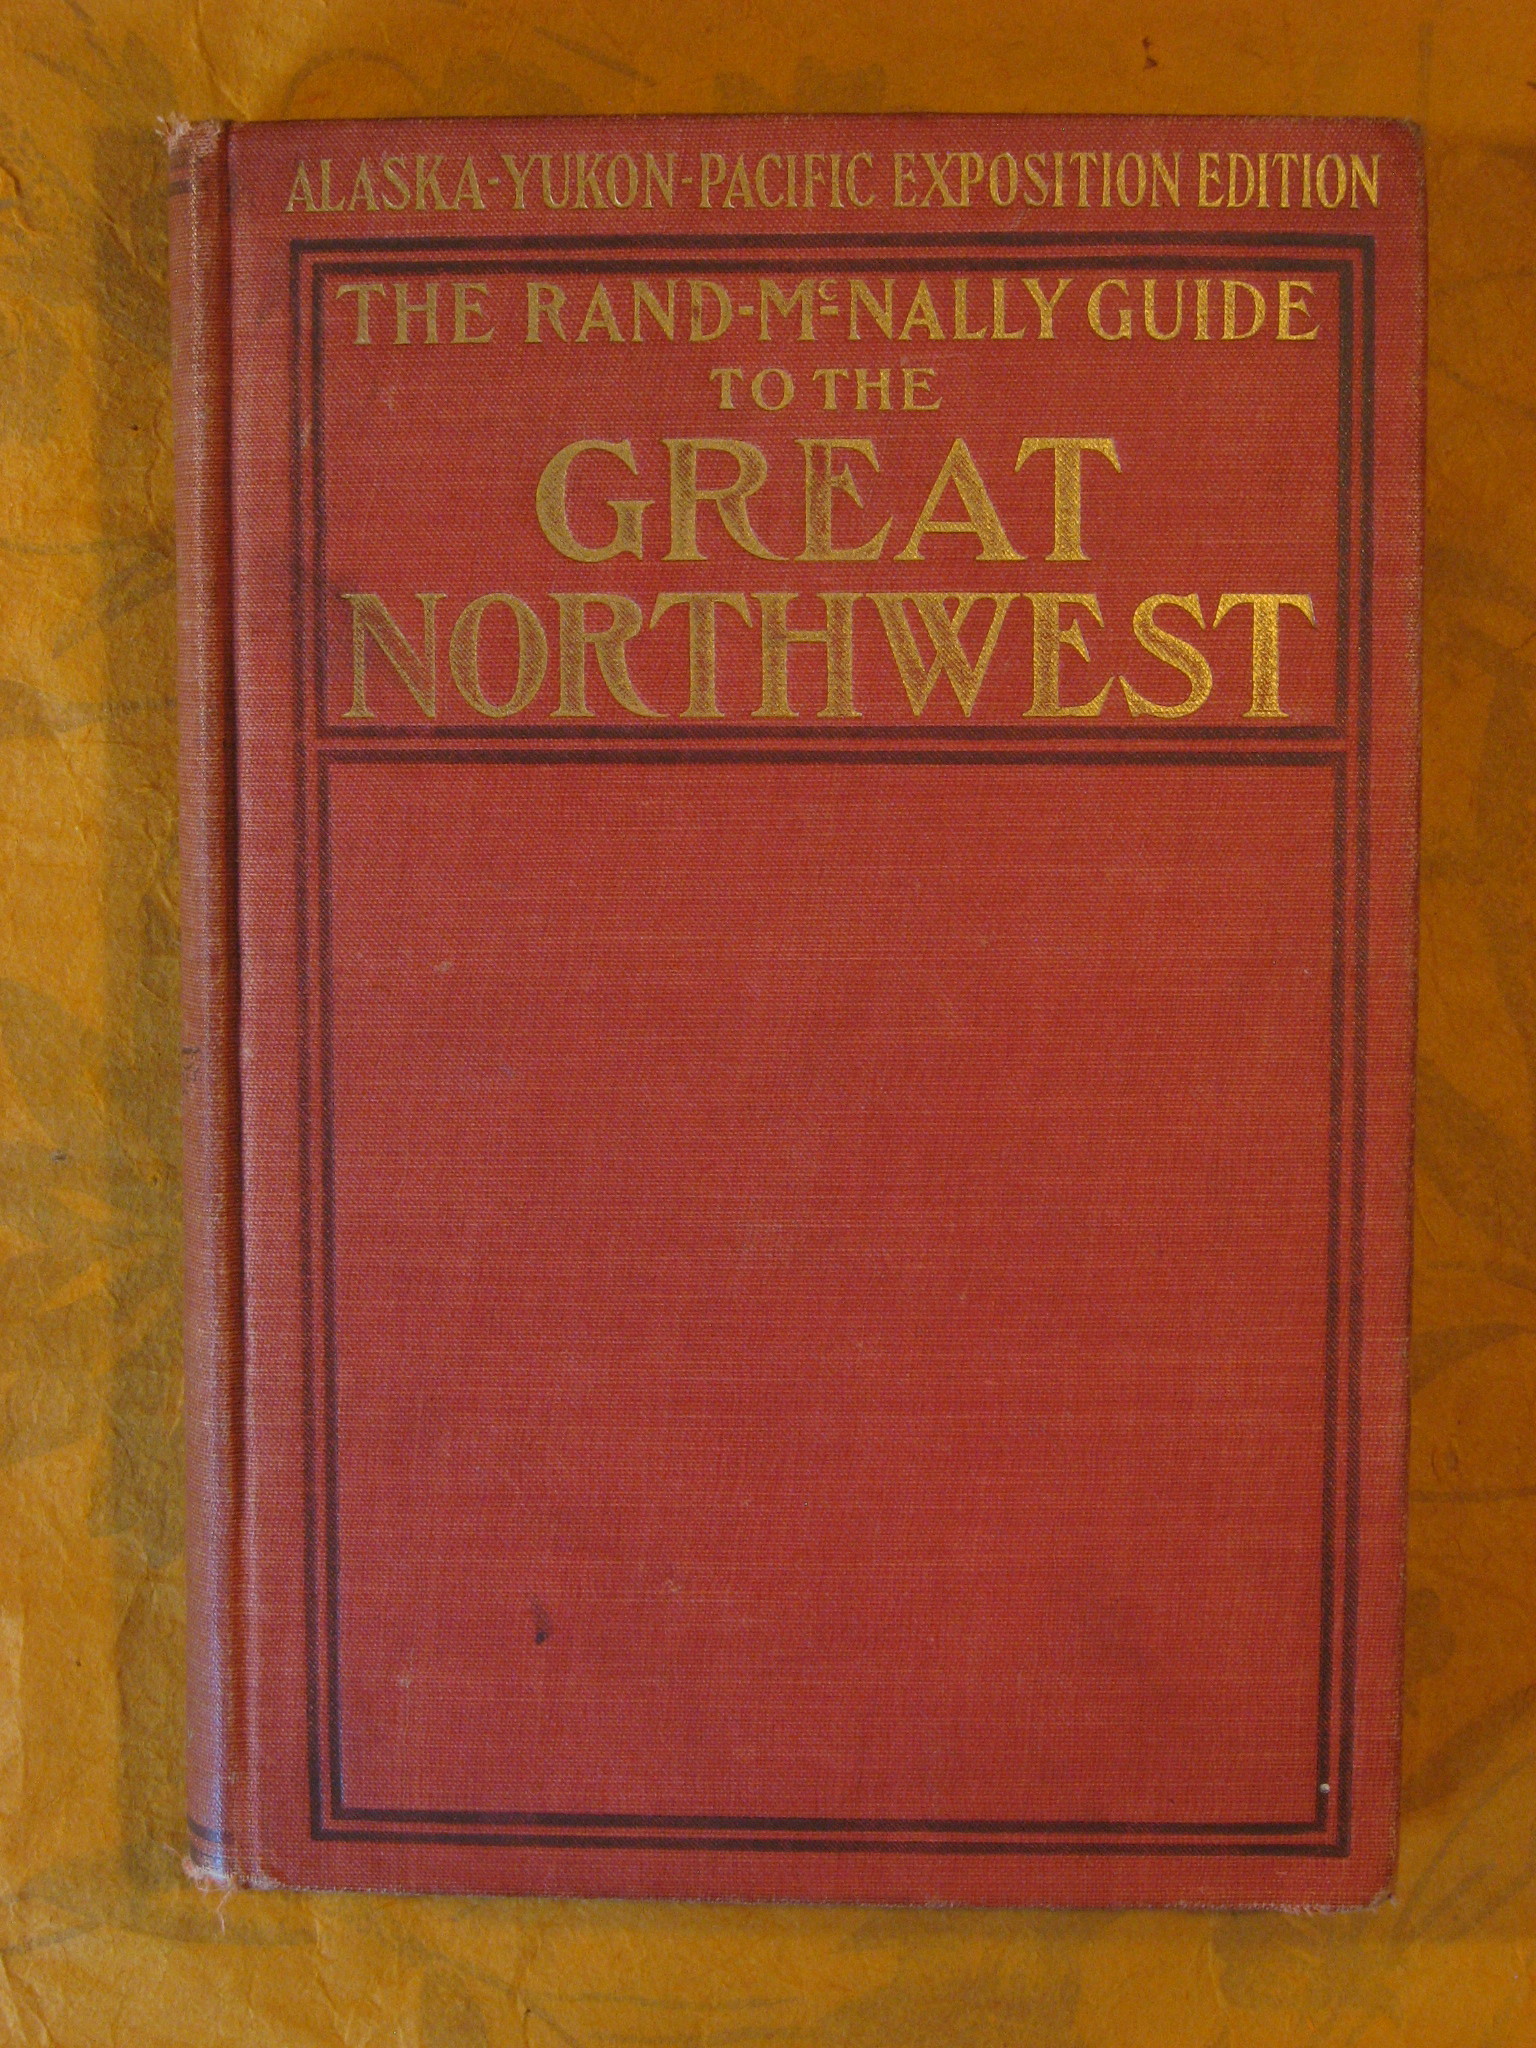 ALASKA-YUKON-PACIFIC EXPOSITION EDITION
THE RAND-McNALLY GUIDE
TO THE
GREAT
NORTHWEST